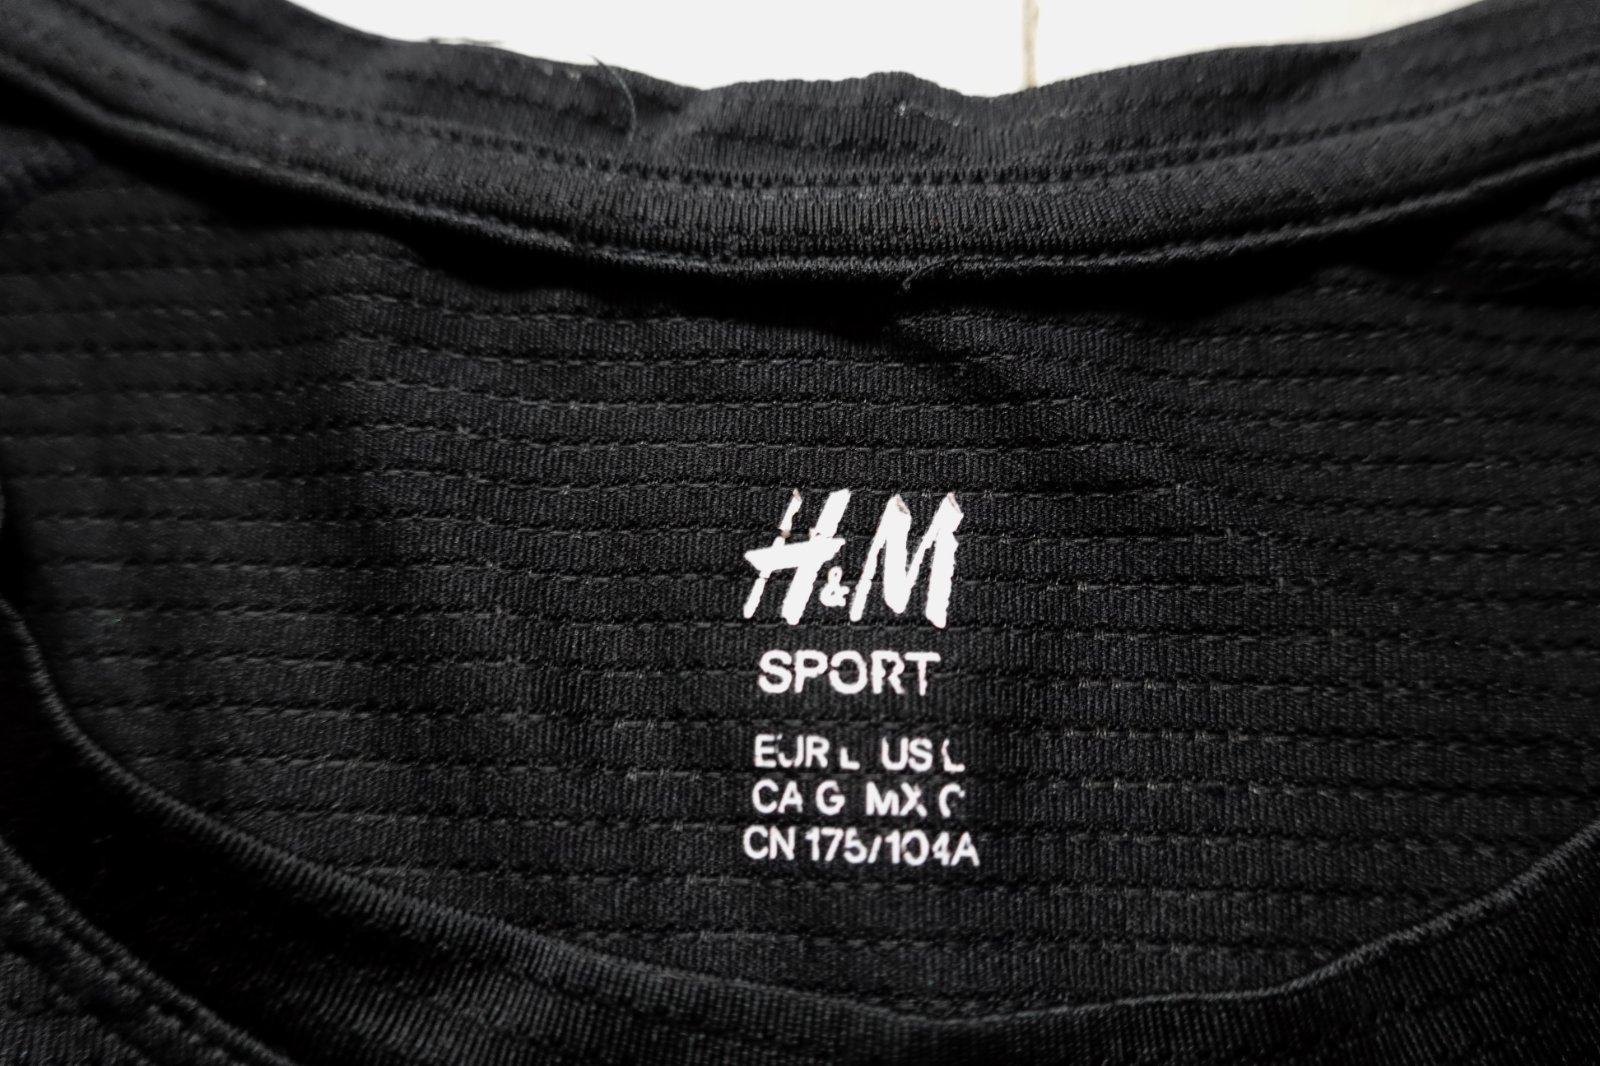 H&M
SPORT
EUR L US L
CA G MX G
CN 175/104A